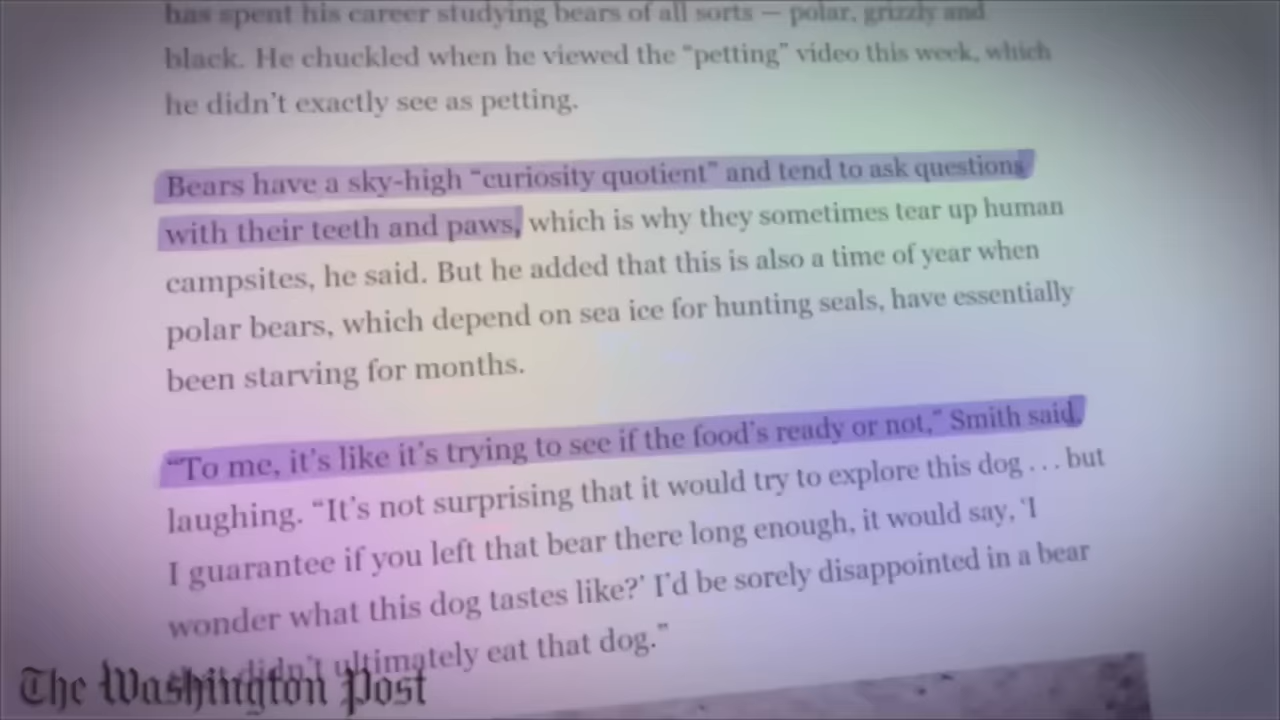 has spent his career studying bears of all sorts — polar, grizzly and
black. He chuckled when he viewed the “petting” video this week, which
he didn’t exactly see as petting.
Bears have a sky-high “curiosity quotient” and tend to ask questions
with their teeth and paws, which is why they sometimes tear up human
campsites, he said. But he added that this is also a time of year when
polar bears, which depend on sea ice for hunting seals, have essentially
been starving for months.
“To me, it’s like it’s trying to see if the food’s ready or not,” Smith said,
laughing. “It’s not surprising that it would try to explore this dog . . . but
I guarantee if you left that bear there long enough, it would say, ‘I
wonder what this dog tastes like?’ I’d be sorely disappointed in a bear
didn’t ultimately eat that dog.”
The Washington Post